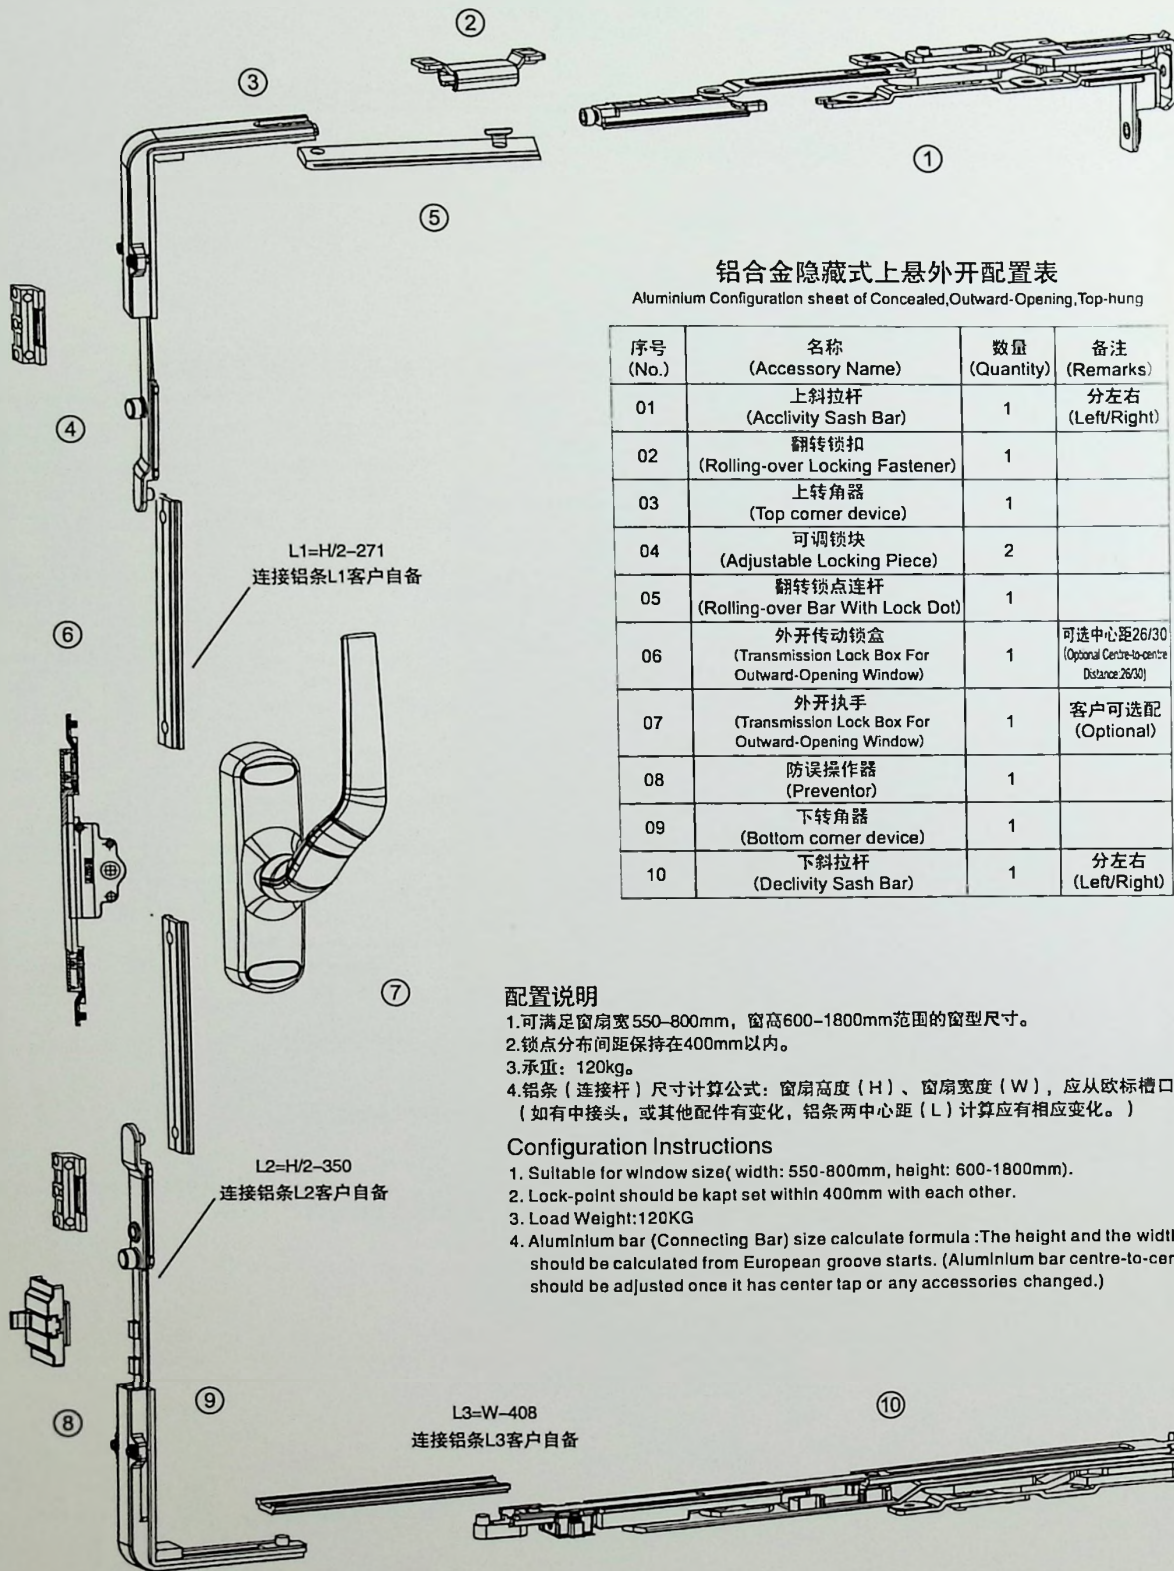 ②
③
①
⑤
铝合金隐藏式上悬外开配置表
Aluminium Configuration sheet of Concealed,Outward-Opening,Top-hung
序号 名称 数量 备注
(No.) (Accessory Name) (Quantity) (Remarks)
01 上斜拉杆 1 分左右
(Acclivity Sash Bar) (Left/Right)
02 翻转锁扣 1
(Rolling-over Locking Fastener)
03 上转角器 1
(Top corner device)
04 可调锁块 2
(Adjustable Locking Piece)
05 翻转锁点连杆 1
(Rolling-over Bar With Lock Dot)
06 外开传动锁盒 1 可选中心距26/30
(Transmission Lock Box For (Optional Centre-to-centre
Outward-Opening Window) Distance:26/30)
07 外开执手 1 客户可选配
(Transmission Lock Box For (Optional)
Outward-Opening Window)
08 防误操作器 1
(Preventor)
09 下转角器 1
(Bottom corner device)
10 下斜拉杆 1 分左右
(Declivity Sash Bar) (Left/Right)
④
L1=H/2-271
连接铝条L1客户自备
⑥
⑦
配置说明
1.可满足窗扇宽550-800mm，窗高600-1800mm范围的窗型尺寸。
2.锁点分布间距保持在400mm以内。
3.承重：120kg。
4.铝条（连接杆）尺寸计算公式：窗扇高度（H）、窗扇宽度（W），应从欧标槽口
（如有中接头，或其他配件有变化，铝条两中心距（L）计算应有相应变化。）
Configuration Instructions
1. Suitable for window size( width: 550-800mm, height: 600-1800mm).
2. Lock-point should be kapt set within 400mm with each other.
3. Load Weight:120KG
4. Aluminium bar (Connecting Bar) size calculate formula :The height and the width
should be calculated from European groove starts. (Aluminium bar centre-to-cen
should be adjusted once it has center tap or any accessories changed.)
L2=H/2-350
连接铝条L2客户自备
⑨
⑧
L3=W-408
连接铝条L3客户自备
⑩